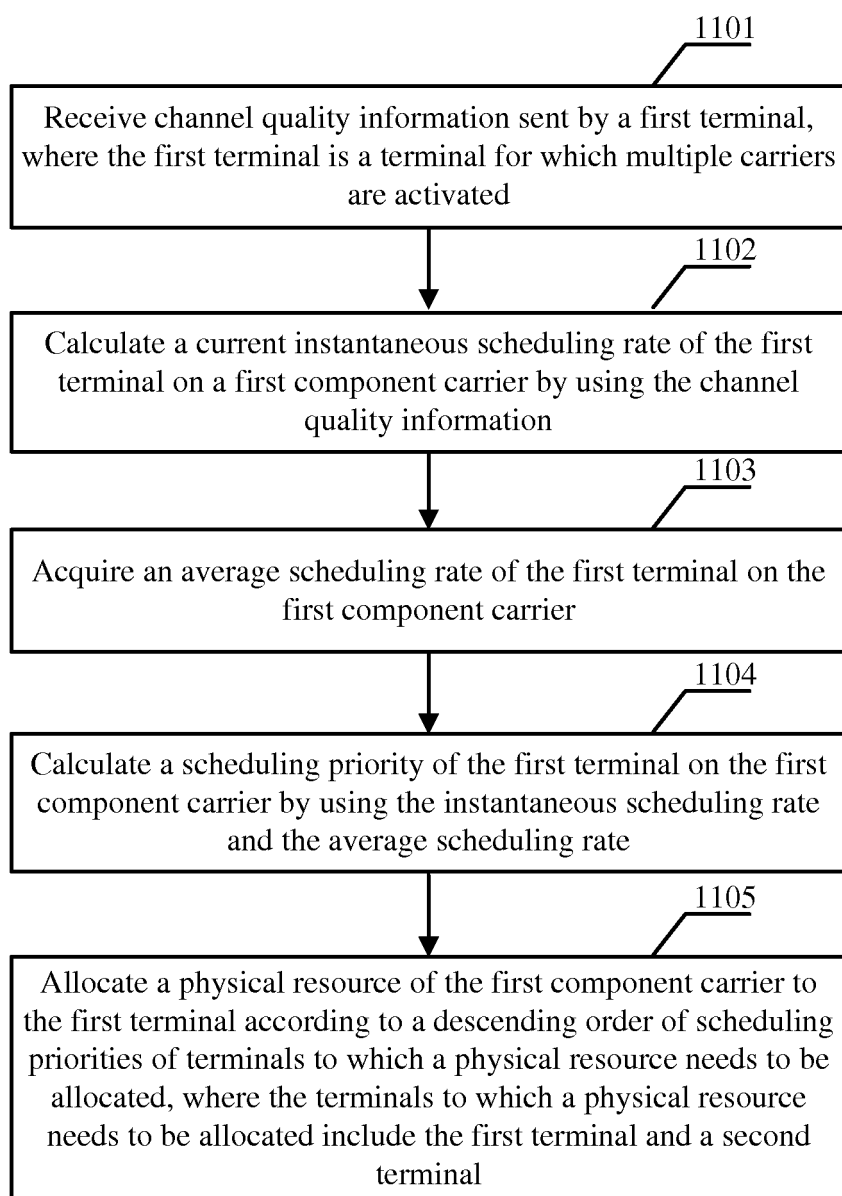 1101
Receive channel quality information sent by a first terminal,
where the first terminal is a terminal for which multiple carriers
are activated
1102
Calculate a current instantaneous scheduling rate of the first
terminal on a first component carrier by using the channel
quality information
1103
Acquire an average scheduling rate of the first terminal on the
first component carrier
1104
Calculate a scheduling priority of the first terminal on the first
component carrier by using the instantaneous scheduling rate
and the average scheduling rate
1105
Allocate a physical resource of the first component carrier to
the first terminal according to a descending order of scheduling
priorities of terminals to which a physical resource needs to be
allocated, where the terminals to which a physical resource
needs to be allocated include the first terminal and a second
terminal